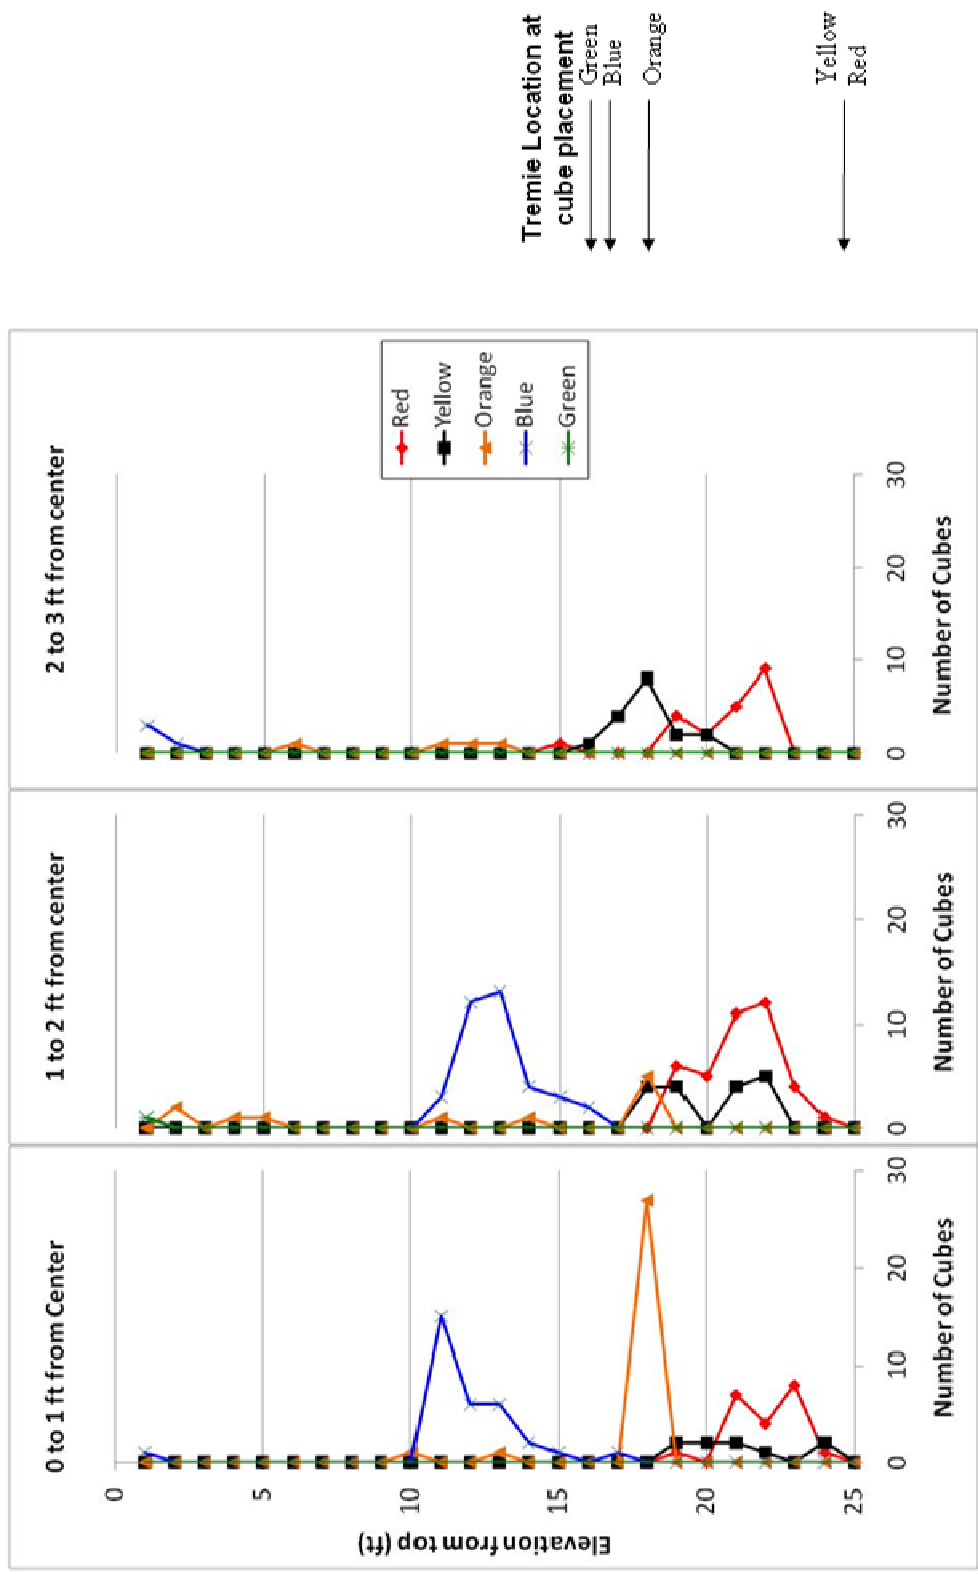 0 to 1 ft from Center
1 to 2 ft from center
2 to 3 ft from center
Tremie Location at
cube placement
Green
Blue
Orange
Yellow
Red
Red
Yellow
Orange
Blue
Green
Elevation from top (ft)
0
5
10
15
20
25
0 10 20 30
Number of Cubes
0 10 20 30
Number of Cubes
0 10 20 30
Number of Cubes